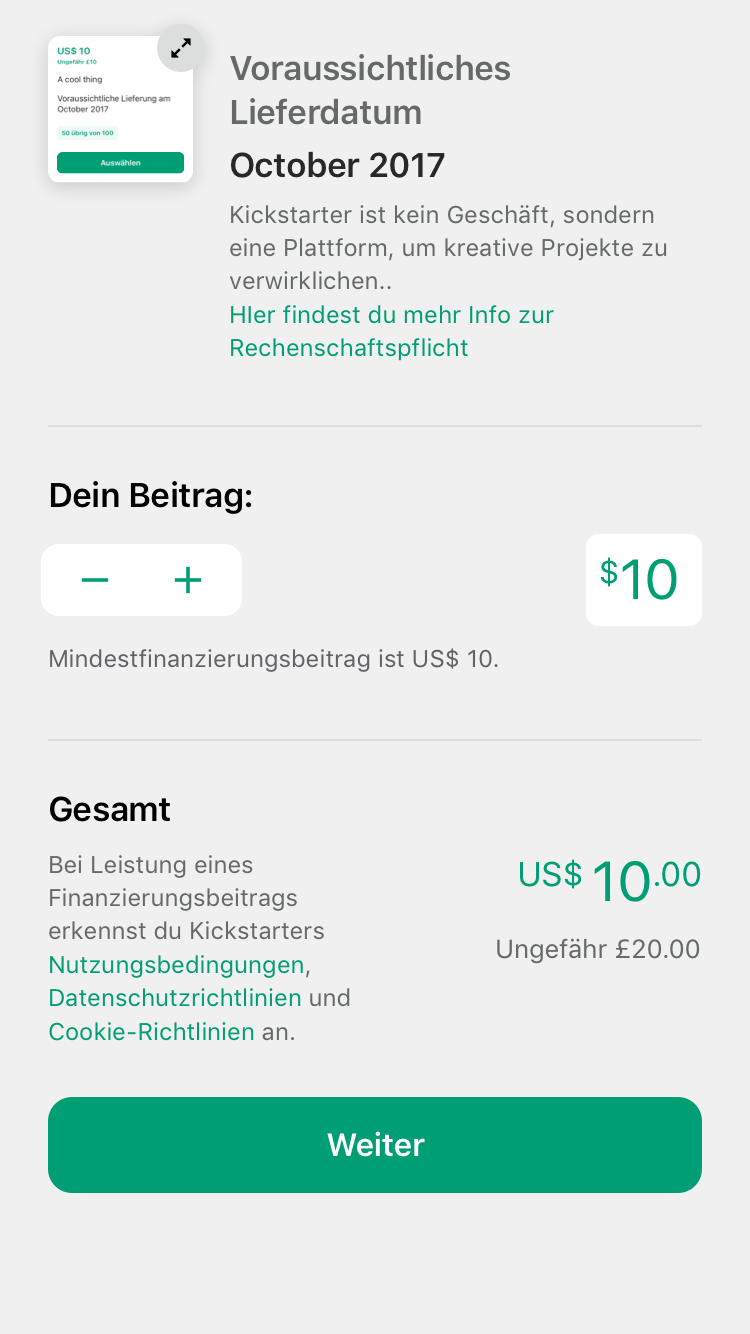 US$ 10
Ungefähr £10
A cool thing
Voraussichtliche Lieferung am
October 2017
50 übrig von 100
Auswählen
Voraussichtliches
Lieferdatum
October 2017
Kickstarter ist kein Geschäft, sondern
eine Plattform, um kreative Projekte zu
verwirklichen..
HIer findest du mehr Info zur
Rechenschaftspflicht
Dein Beitrag:
$10
Mindestfinanzierungsbeitrag ist US$ 10.
Gesamt
Bei Leistung eines
Finanzierungsbeitrags
erkennst du Kickstarters
Nutzungsbedingungen,
Datenschutzrichtlinien und
Cookie-Richtlinien an.
US$ 10.00
Ungefähr £20.00
Weiter